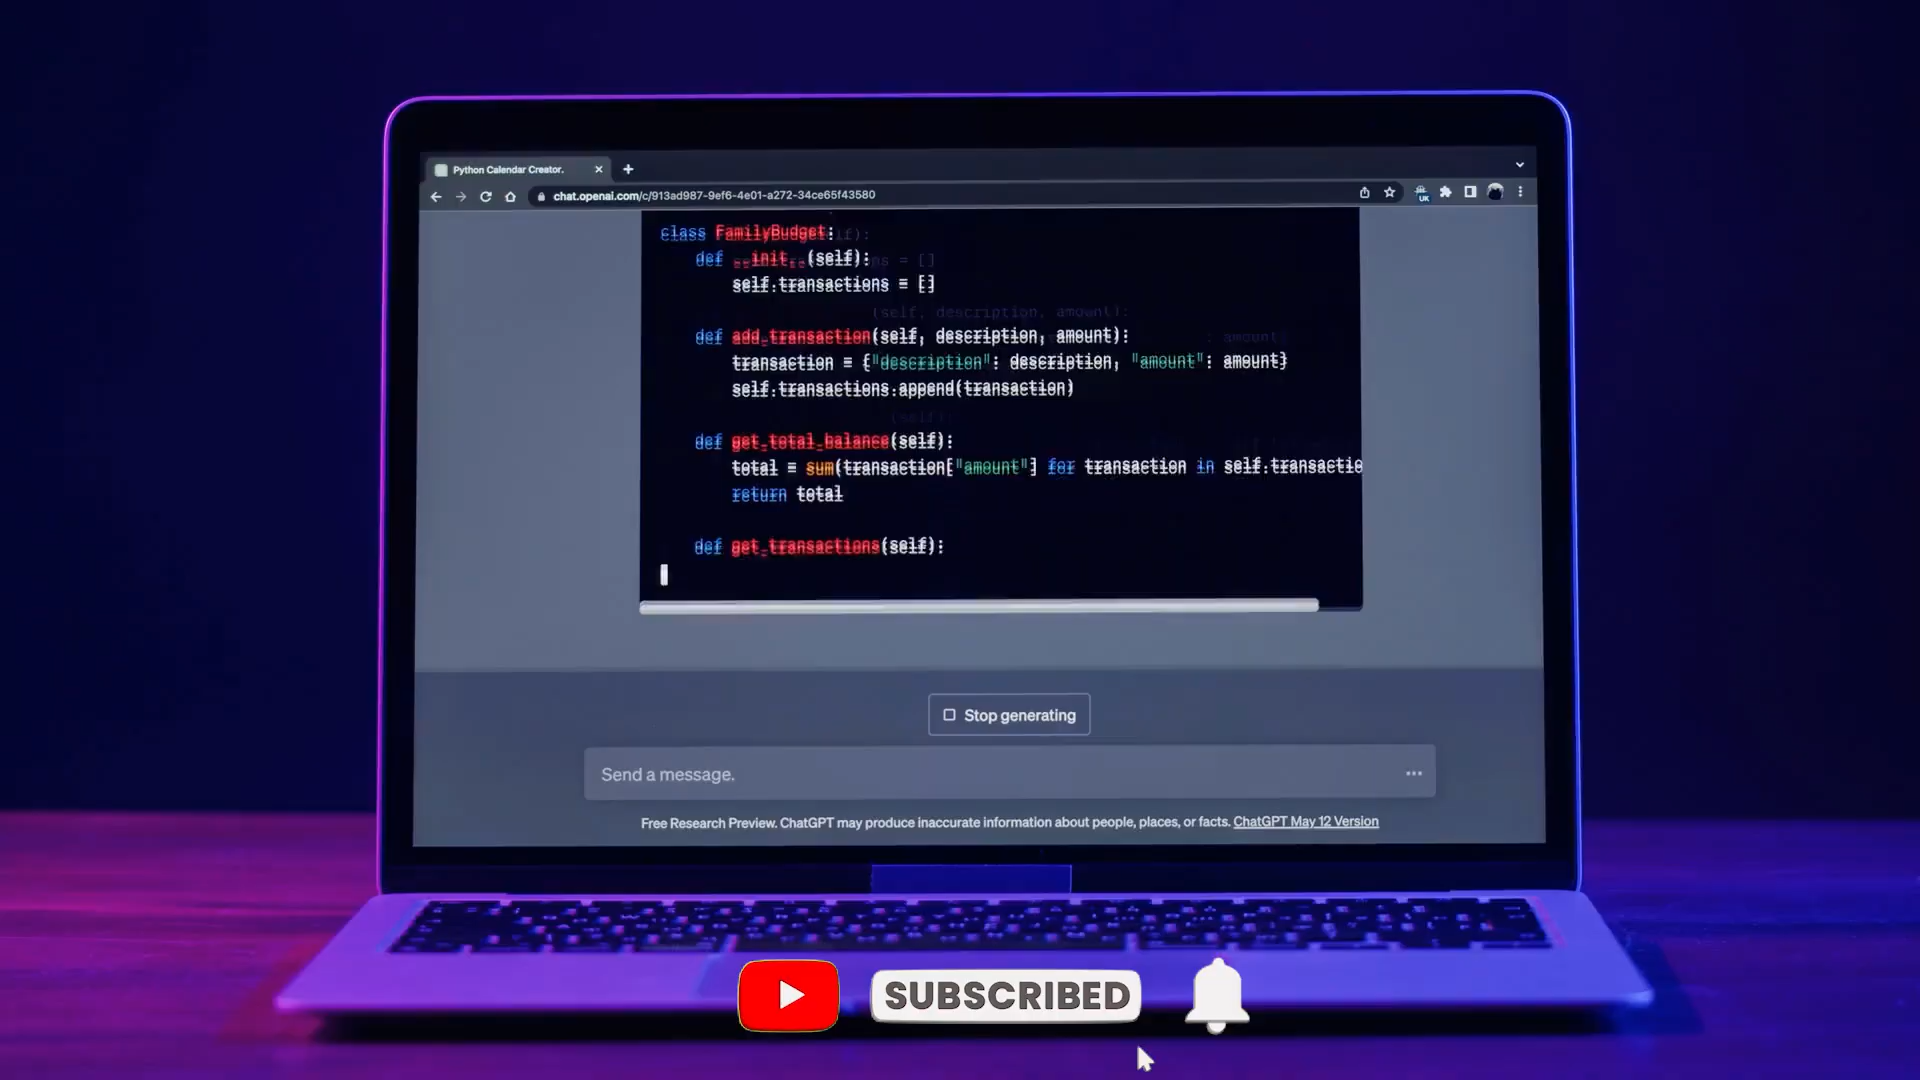 Python Calendar Creator.
chat.openai.com/c/913ad987-9ef6-4e01-a272-34ce65f43580
UK
class FamilyBudget:
def __init__(self):
self.transactions = []
def add_transaction(self, description, amount):
transaction = {"description": description, "amount": amount}
self.transactions.append(transaction)
def get_total_balance(self):
total = sum(transaction["amount"] for transaction in self.transactio
return total
def get_transactions(self):
Stop generating
Send a message.
Free Research Preview. ChatGPT may produce inaccurate information about people, places, or facts. ChatGPT May 12 Version
SUBSCRIBED